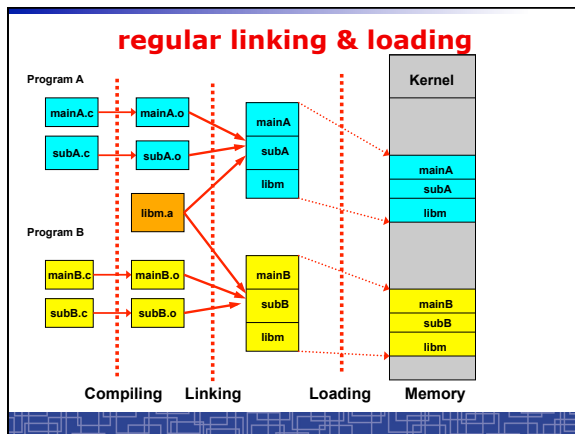 regular linking & loading
Program A
mainA.c
mainA.o
subA.c
subA.o
libm.a
Program B
mainB.c
mainB.o
subB.c
subB.o
mainA
subA
libm
mainB
subB
libm
Kernel
mainA
subA
libm
mainB
subB
libm
Compiling
Linking
Loading
Memory